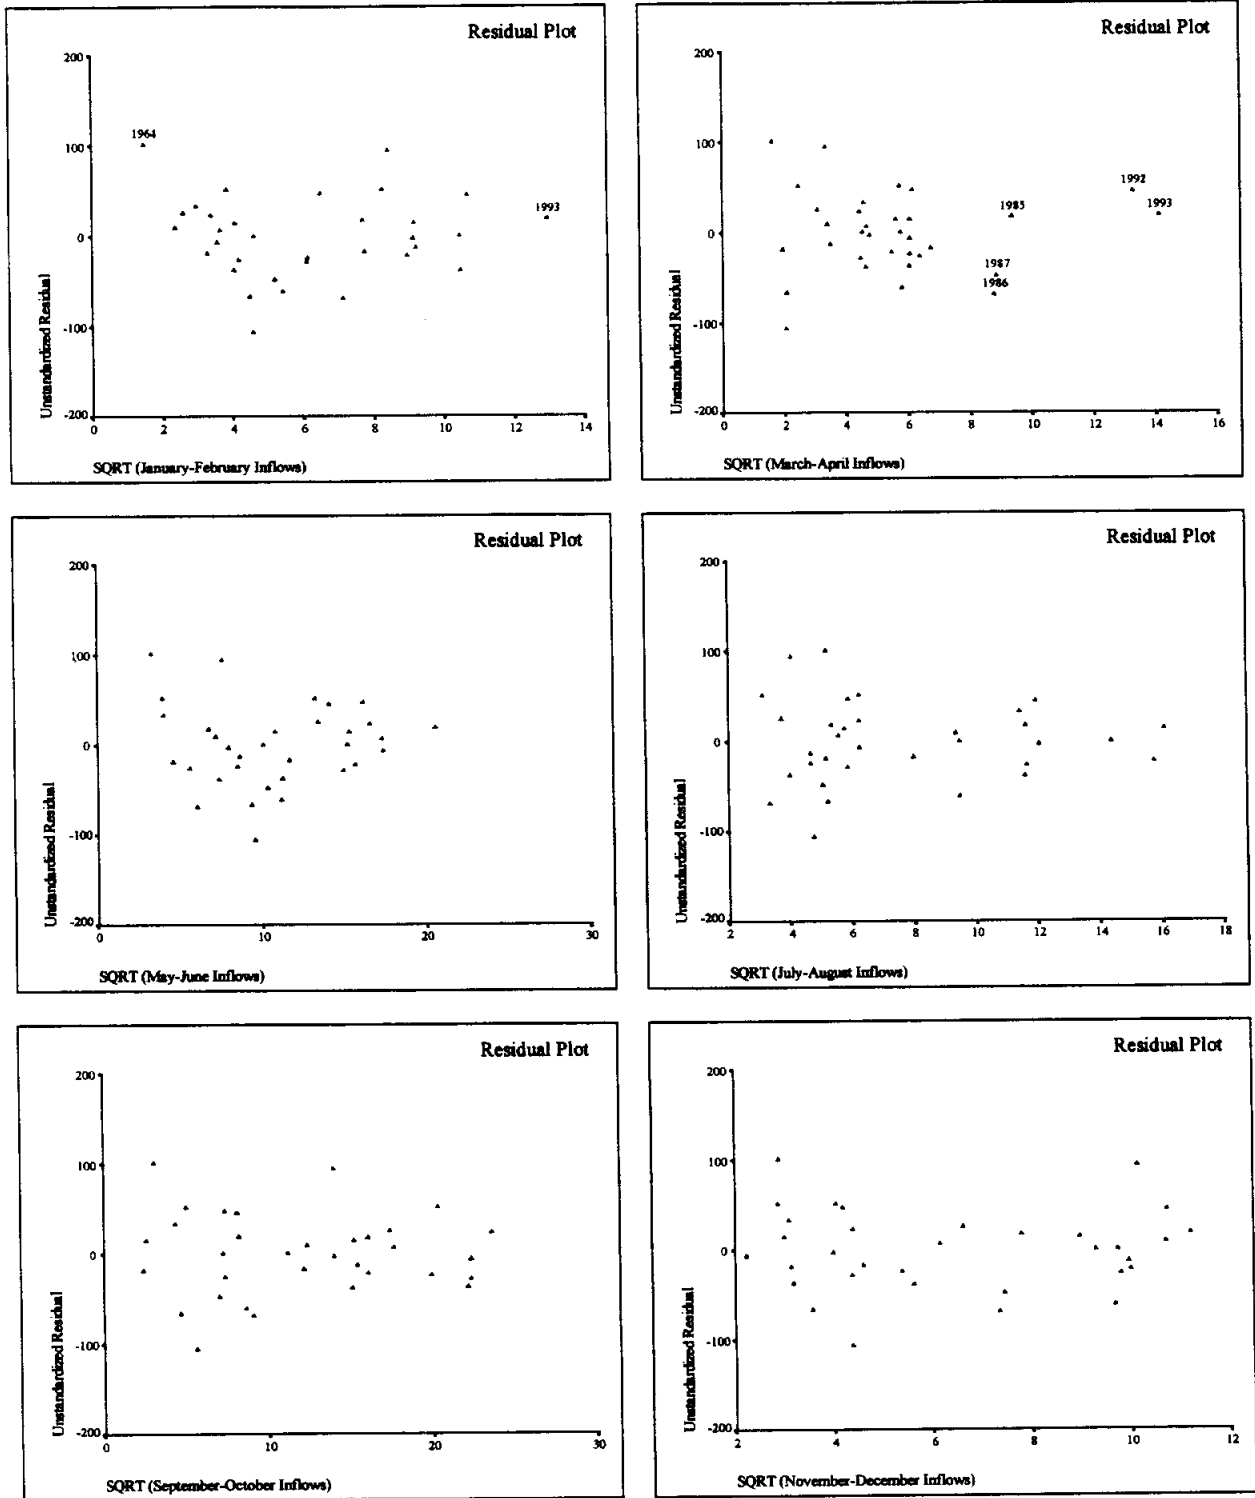 Residual Plot
200
100
0
-100
-200
Unstandardized Residual
1964
1993
0 2 4 6 8 10 12 14
SQRT (January-February Inflows)
Residual Plot
200
100
0
-100
-200
Unstandardized Residual
1992
1993
1985
1987
1986
0 2 4 6 8 10 12 14 16
SQRT (March-April Inflows)
Residual Plot
200
100
0
-100
-200
Unstandardized Residual
0 10 20 30
SQRT (May-June Inflows)
Residual Plot
200
100
0
-100
-200
Unstandardized Residual
2 4 6 8 10 12 14 16 18
SQRT (July-August Inflows)
Residual Plot
200
100
0
-100
-200
Unstandardized Residual
0 10 20 30
SQRT (September-October Inflows)
Residual Plot
200
100
0
-100
-200
Unstandardized Residual
2 4 6 8 10 12
SQRT (November-December Inflows)